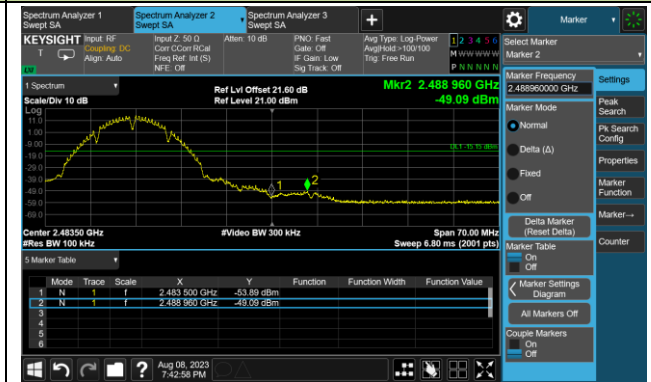 Spectrum Analyzer 1
Swept SA
Spectrum Analyzer 2
Swept SA
Spectrum Analyzer 3
Swept SA
+
Marker
KEYSIGHT
Input: RF
Coupling: DC
Align: Auto
Input Z: 50 Ω
Corr CCorr RCal
Freq Ref: Int (S)
NFE: Off
Atten: 10 dB
PNO: Fast
Gate: Off
IF Gain: Low
Sig Track: Off
Avg Type: Log-Power
Avg|Hold:>100/100
Trig: Free Run
1 2 3 4 5 6
M W W W W W
P N N N N N
Select Marker
Marker 2
1 Spectrum
Scale/Div 10 dB
Log
Ref Lvl Offset 21.60 dB
Ref Level 21.00 dBm
Mkr2 2.488 960 GHz
-49.09 dBm
11.0
1.00
-9.00
-19.0
-29.0
-39.0
-49.0
-59.0
-69.0
DL1 -15.15 dBm
1
2
Center 2.48350 GHz
#Res BW 100 kHz
#Video BW 300 kHz
Span 70.00 MHz
Sweep 6.80 ms (2001 pts)
5 Marker Table
Mode Trace Scale X Y Function Function Width Function Value
1 N 1 f 2.483 500 GHz -53.89 dBm
2 N 1 f 2.488 960 GHz -49.09 dBm
3
4
5
6
Marker Frequency
2.488960000 GHz
Marker Mode
Normal
Delta (Δ)
Fixed
Off
Delta Marker
(Reset Delta)
Marker Table
On
Off
Marker Settings
Diagram
All Markers Off
Couple Markers
On
Off
Settings
Peak
Search
Pk Search
Config
Properties
Marker
Function
Marker→
Counter
?
Aug 08, 2023
7:42:58 PM